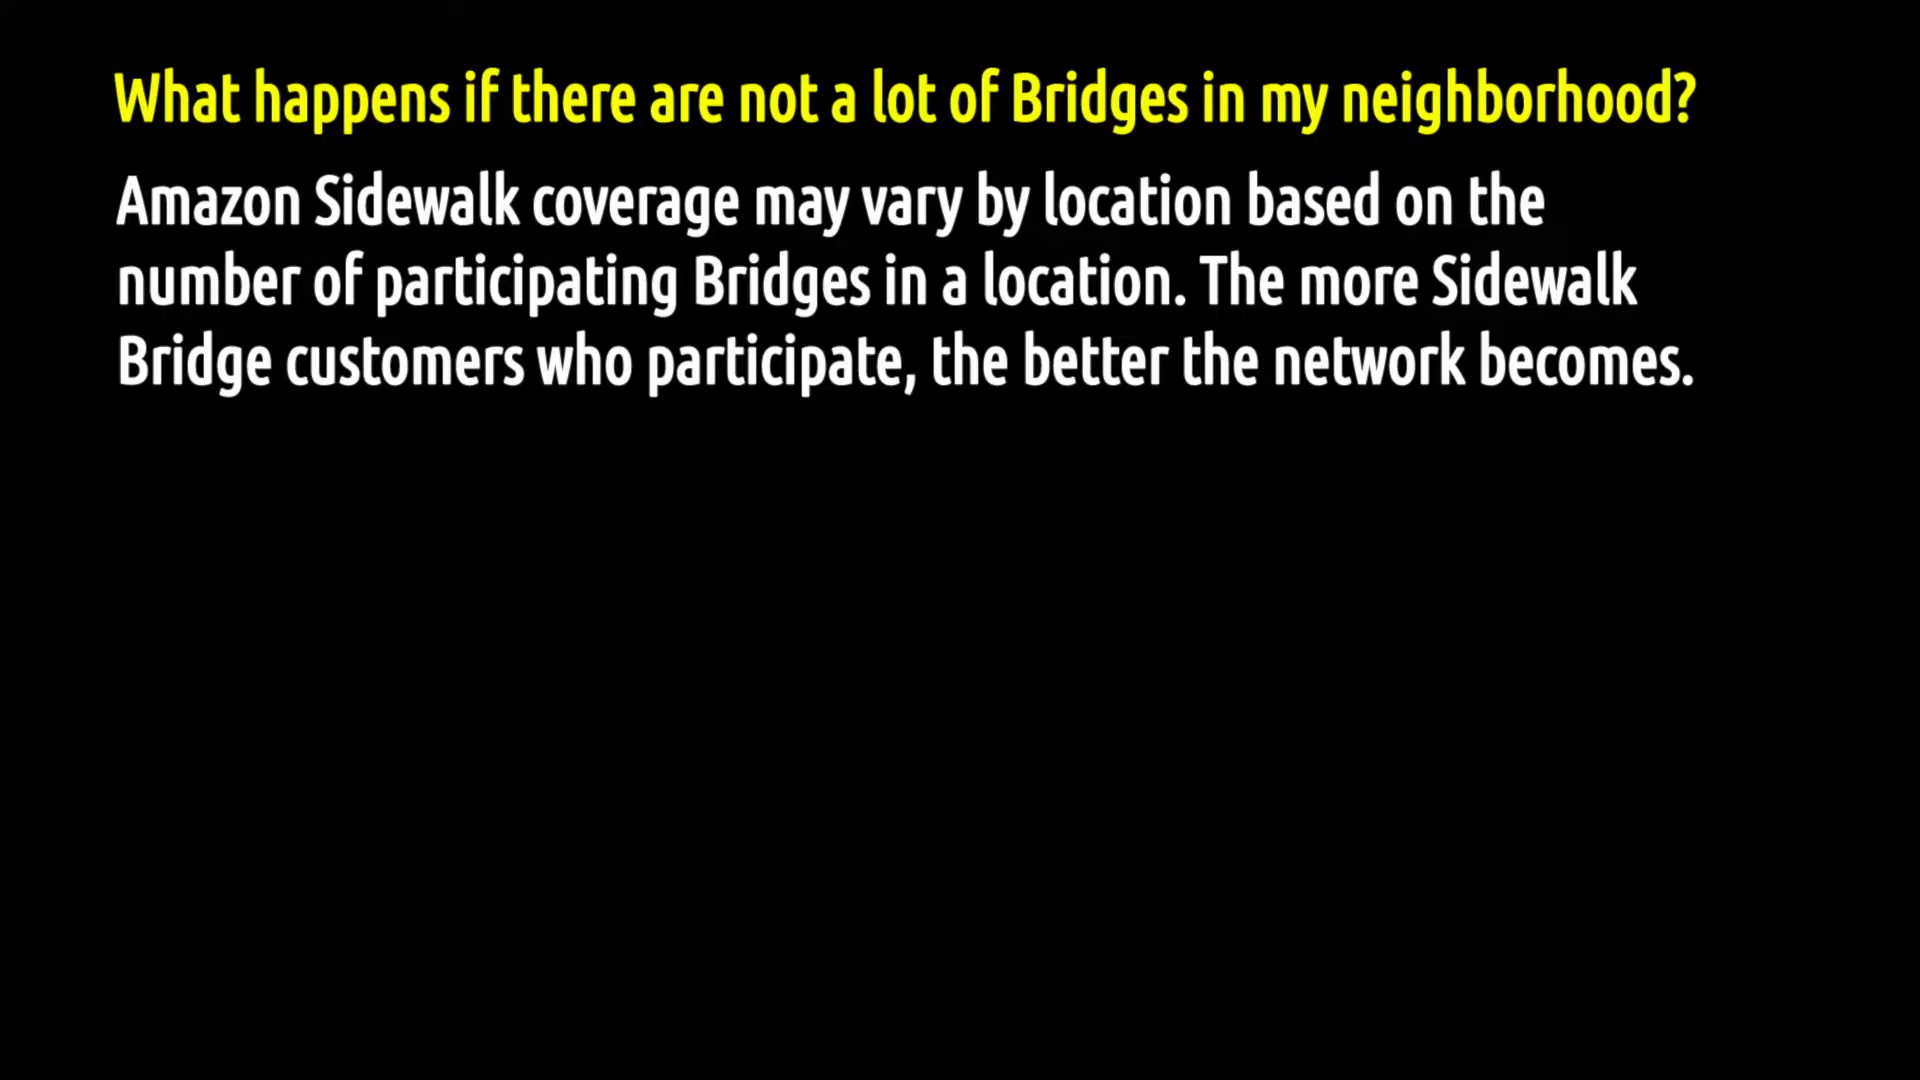 What happens if there are not a lot of Bridges in my neighborhood?
Amazon Sidewalk coverage may vary by location based on the
number of participating Bridges in a location. The more Sidewalk
Bridge customers who participate, the better the network becomes.